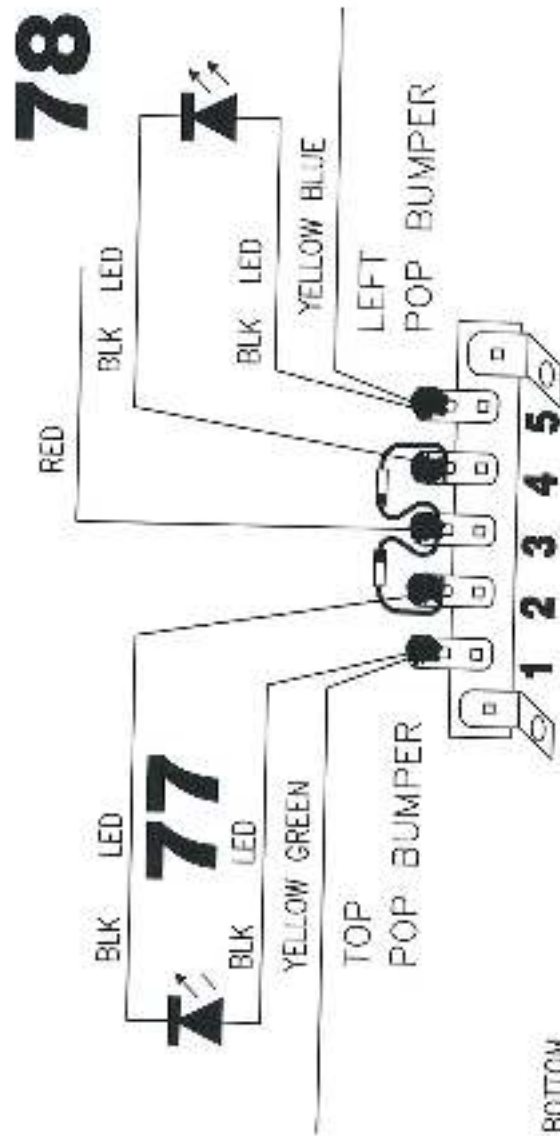 78
BLK LED
RED
BLK LED
YELLOW BLUE
LEFT
POP BUMPER
BLK LED
77
BLK LED
YELLOW GREEN
TOP
POP BUMPER
1 2 3 4 5
BOTTOM